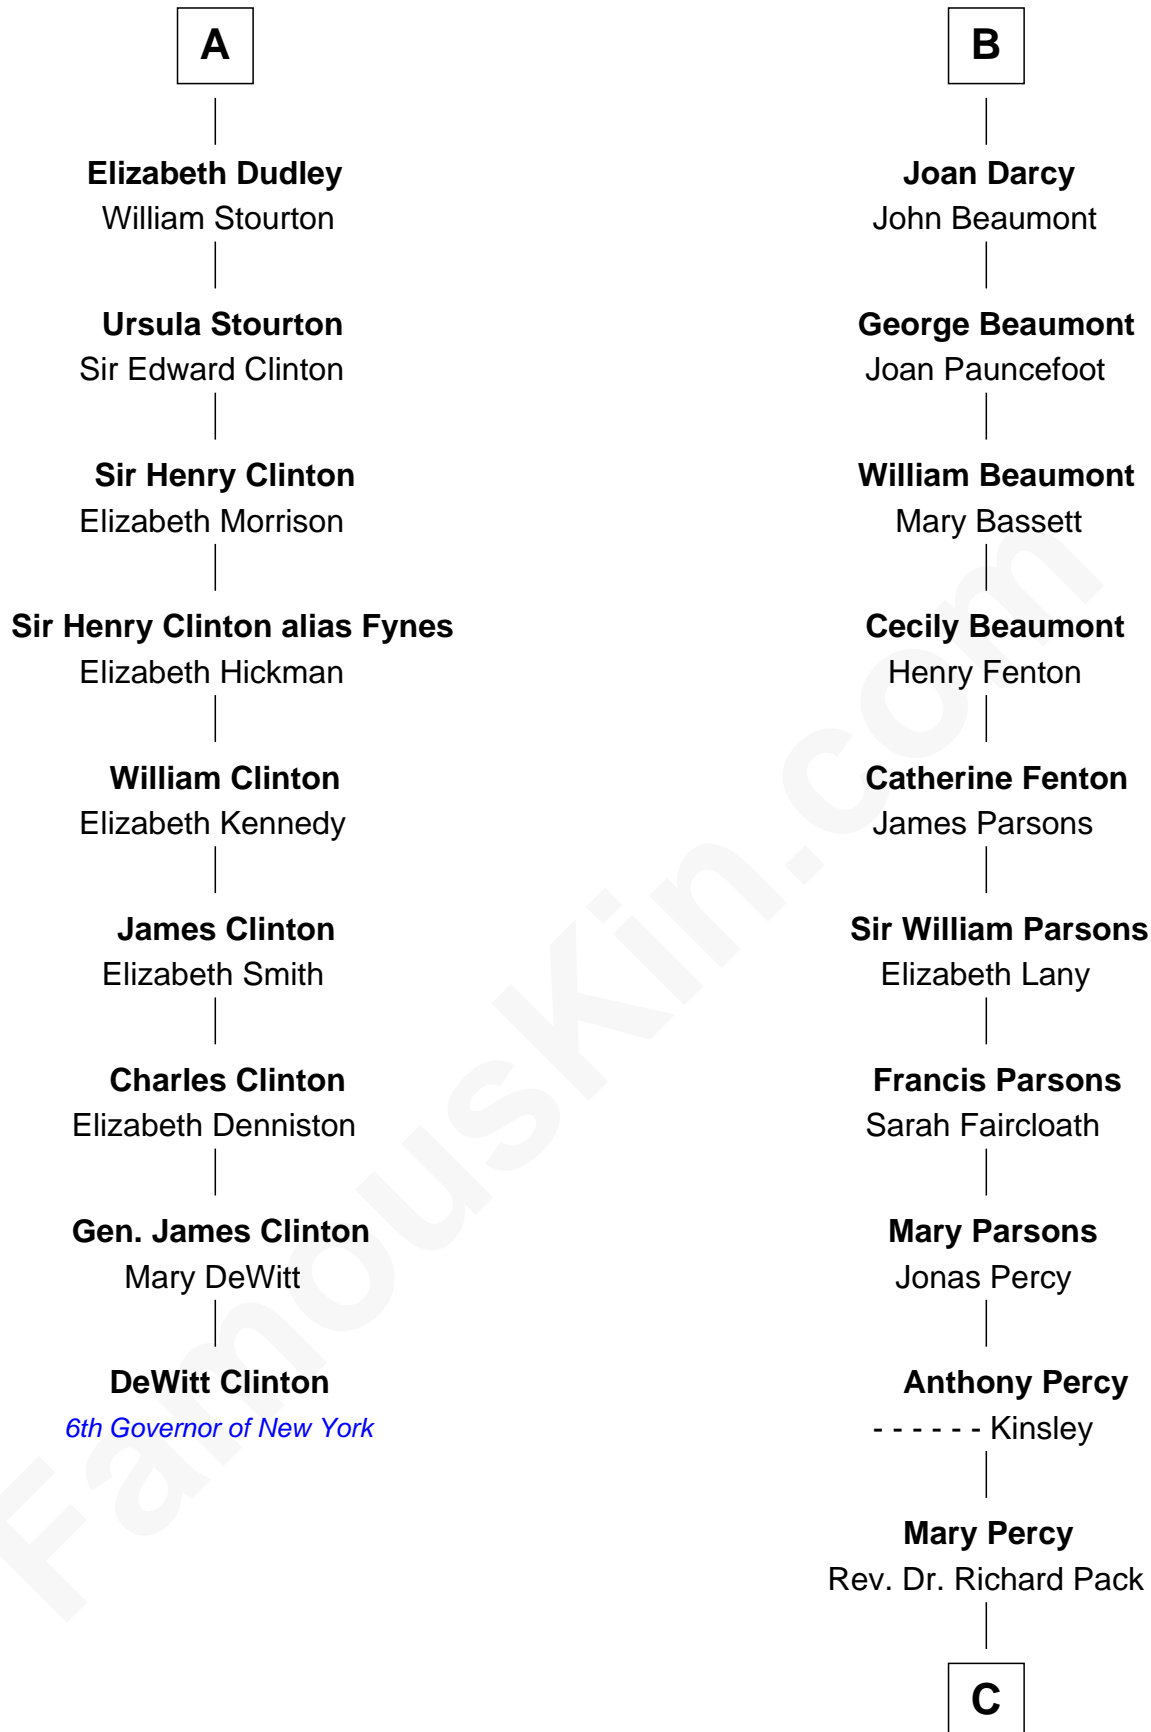 A
Elizabeth Dudley
William Stourton
Ursula Stourton
Sir Edward Clinton
Sir Henry Clinton
Elizabeth Morrison
Sir Henry Clinton alias Fynes
Elizabeth Hickman
William Clinton
Elizabeth Kennedy
James Clinton
Elizabeth Smith
Charles Clinton
Elizabeth Denniston
Gen. James Clinton
Mary DeWitt
DeWitt Clinton
6th Governor of New York
B
Joan Darcy
John Beaumont
George Beaumont
Joan Pauncefoot
William Beaumont
Mary Bassett
Cecily Beaumont
Henry Fenton
Catherine Fenton
James Parsons
Sir William Parsons
Elizabeth Lany
Francis Parsons
Sarah Faircloath
Mary Parsons
Jonas Percy
Anthony Percy
- - - - - - Kinsley
Mary Percy
Rev. Dr. Richard Pack
C
FamousKin.com